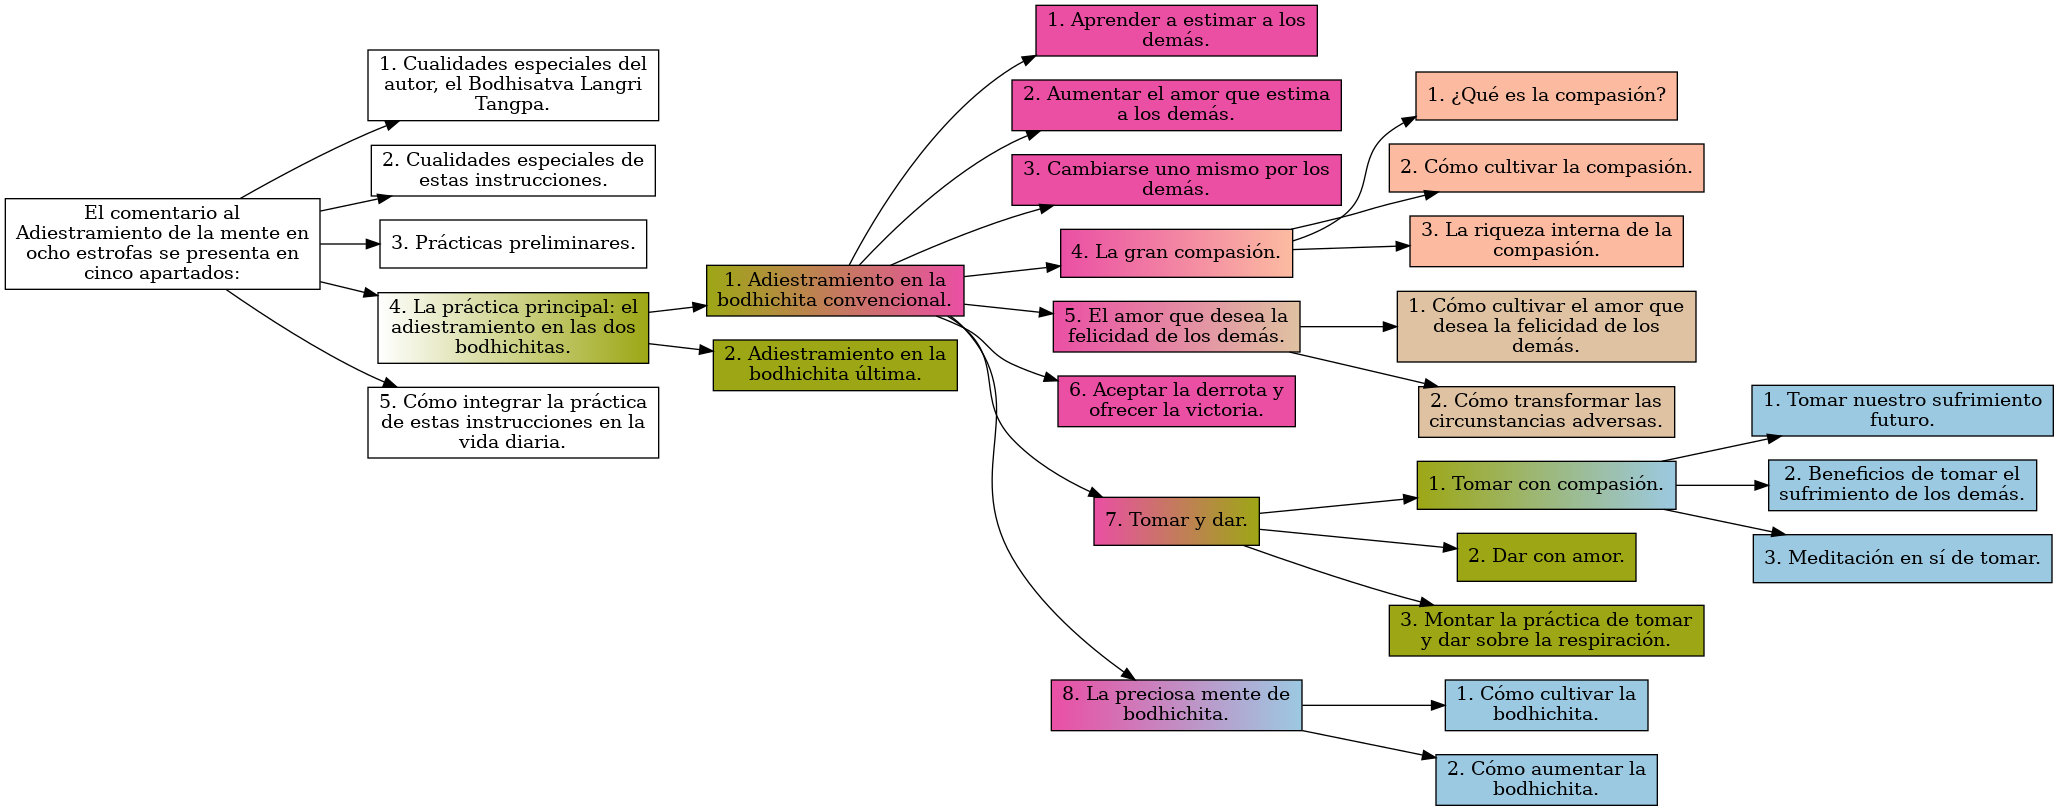 El comentario al
Adiestramiento de la mente en
ocho estrofas se presenta en
cinco apartados:
1. Cualidades especiales del
autor, el Bodhisatva Langri
Tangpa.
2. Cualidades especiales de
estas instrucciones.
3. Prácticas preliminares.
4. La práctica principal: el
adiestramiento en las dos
bodhichitas.
5. Cómo integrar la práctica
de estas instrucciones en la
vida diaria.
1. Adiestramiento en la
bodhichita convencional.
2. Adiestramiento en la
bodhichita última.
1. Aprender a estimar a los
demás.
2. Aumentar el amor que estima
a los demás.
3. Cambiarse uno mismo por los
demás.
4. La gran compasión.
5. El amor que desea la
felicidad de los demás.
6. Aceptar la derrota y
ofrecer la victoria.
7. Tomar y dar.
8. La preciosa mente de
bodhichita.
1. ¿Qué es la compasión?
2. Cómo cultivar la compasión.
3. La riqueza interna de la
compasión.
1. Cómo cultivar el amor que
desea la felicidad de los
demás.
2. Cómo transformar las
circunstancias adversas.
1. Tomar con compasión.
2. Dar con amor.
3. Montar la práctica de tomar
y dar sobre la respiración.
1. Cómo cultivar la
bodhichita.
2. Cómo aumentar la
bodhichita.
1. Tomar nuestro sufrimiento
futuro.
2. Beneficios de tomar el
sufrimiento de los demás.
3. Meditación en sí de tomar.